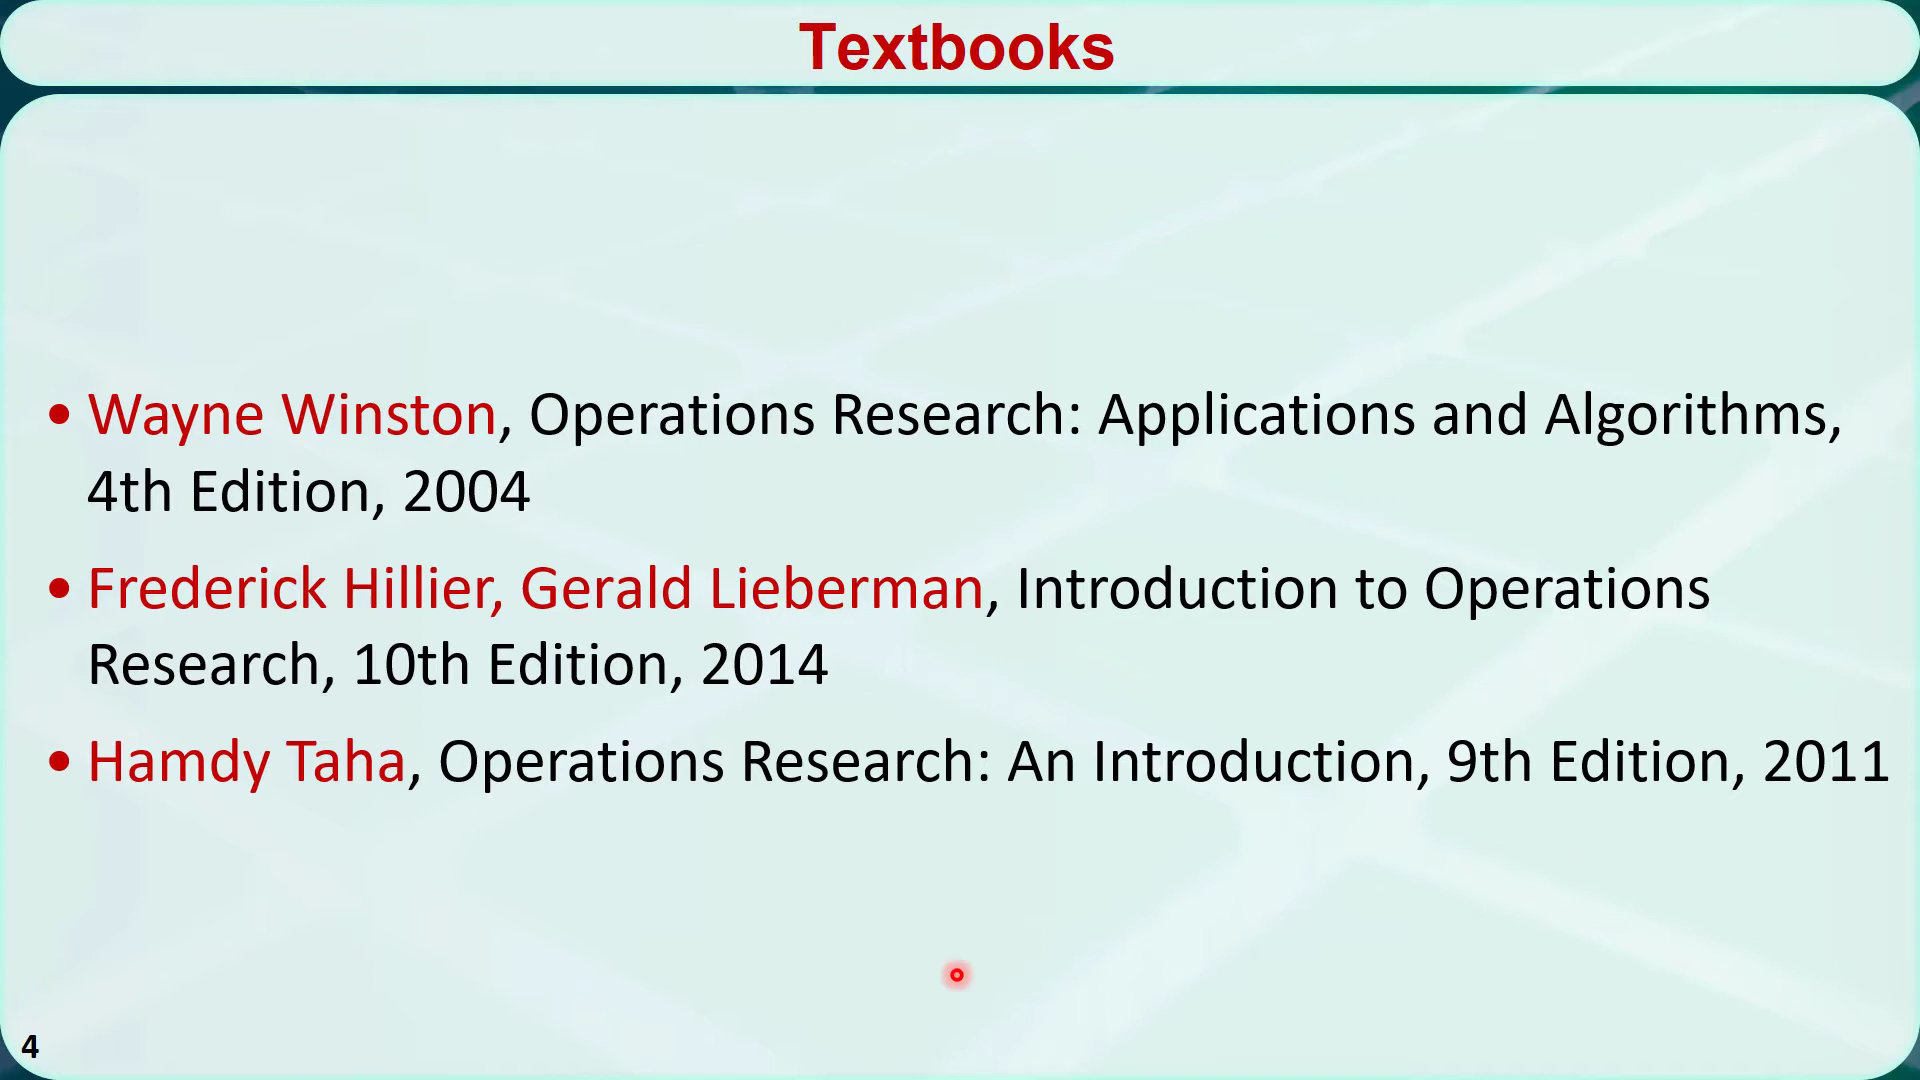 Textbooks
• Wayne Winston, Operations Research: Applications and Algorithms,
4th Edition, 2004
• Frederick Hillier, Gerald Lieberman, Introduction to Operations
Research, 10th Edition, 2014
• Hamdy Taha, Operations Research: An Introduction, 9th Edition, 2011
4